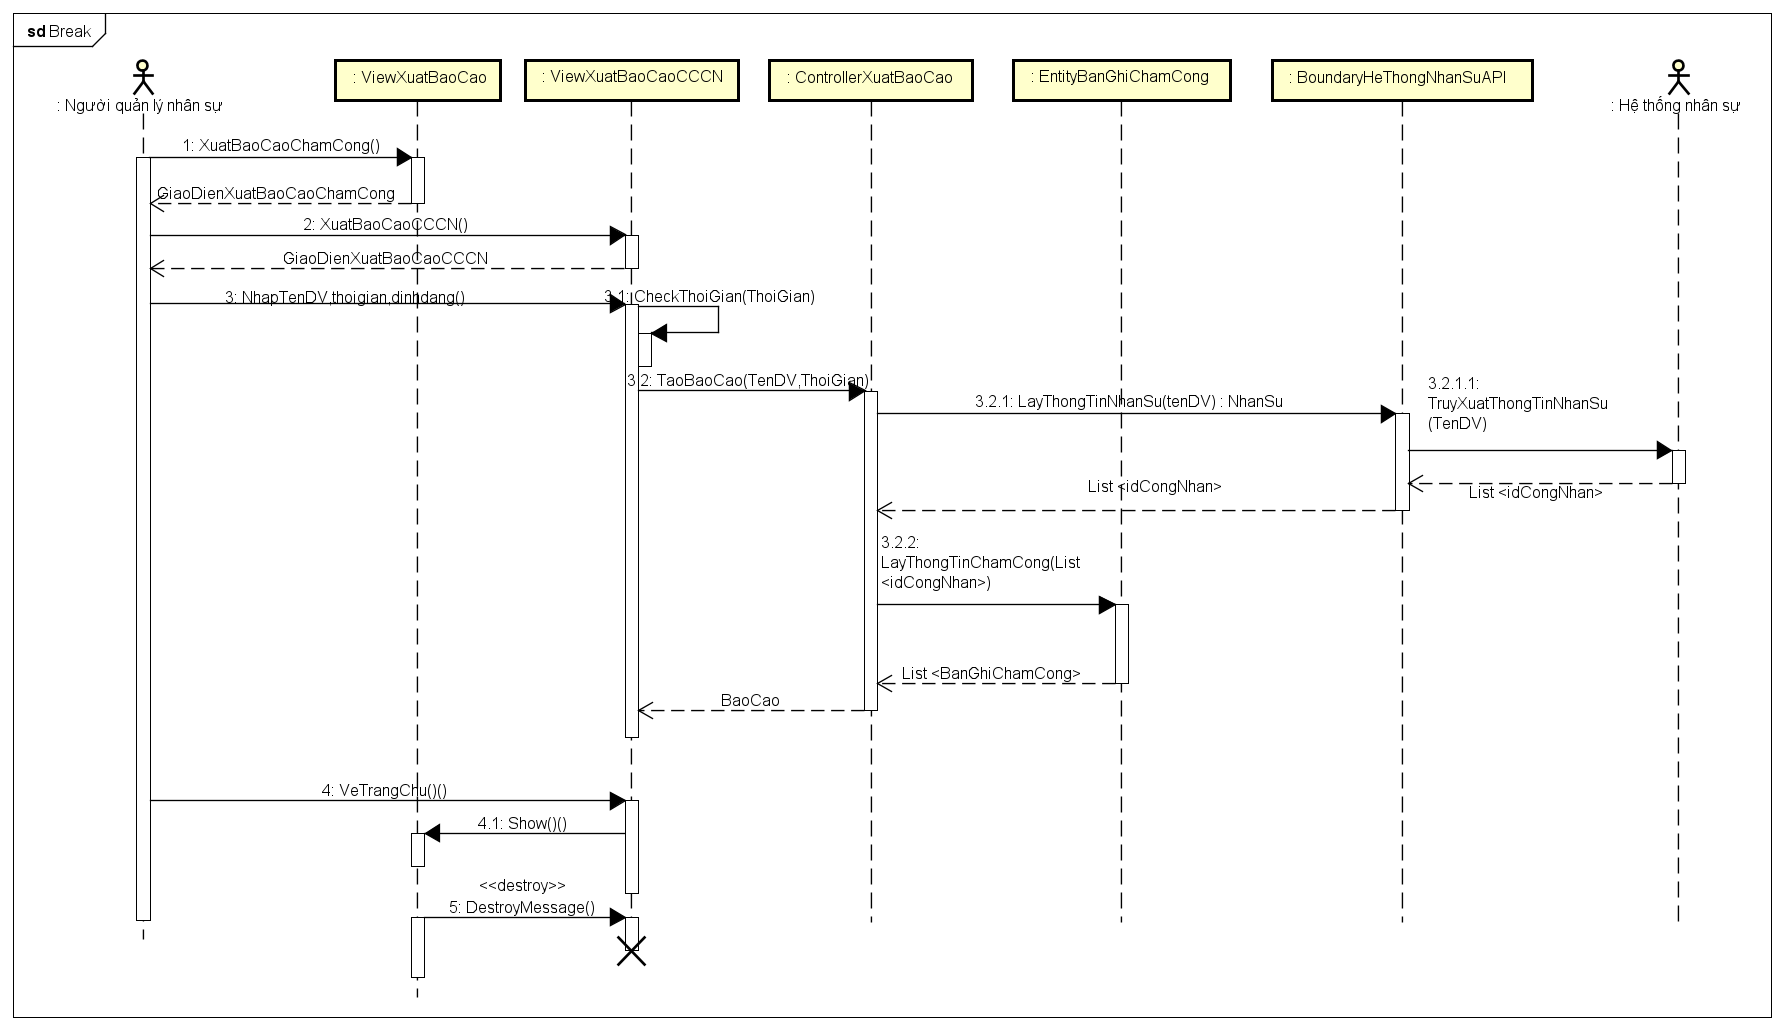 sd Break
: Người quản lý nhân sự
: ViewXuatBaoCao
: ViewXuatBaoCaoCCCN
: ControllerXuatBaoCao
: EntityBanGhiChamCong
: BoundaryHeThongNhanSuAPI
: Hệ thống nhân sự
1: XuatBaoCaoChamCong()
GiaoDienXuatBaoCaoChamCong
2: XuatBaoCaoCCCN()
GiaoDienXuatBaoCaoCCCN
3: NhapTenDV,thoigian,dinhdang()
3.1: CheckThoiGian(ThoiGian)
3.2: TaoBaoCao(TenDV,ThoiGian)
3.2.1: LayThongTinNhanSu(tenDV) : NhanSu
3.2.1.1:
TruyXuatThongTinNhanSu
(TenDV)
List <idCongNhan>
List <idCongNhan>
3.2.2:
LayThongTinChamCong(List
<idCongNhan>)
List <BanGhiChamCong>
BaoCao
4: VeTrangChu()()
4.1: Show()()
<<destroy>>
5: DestroyMessage()